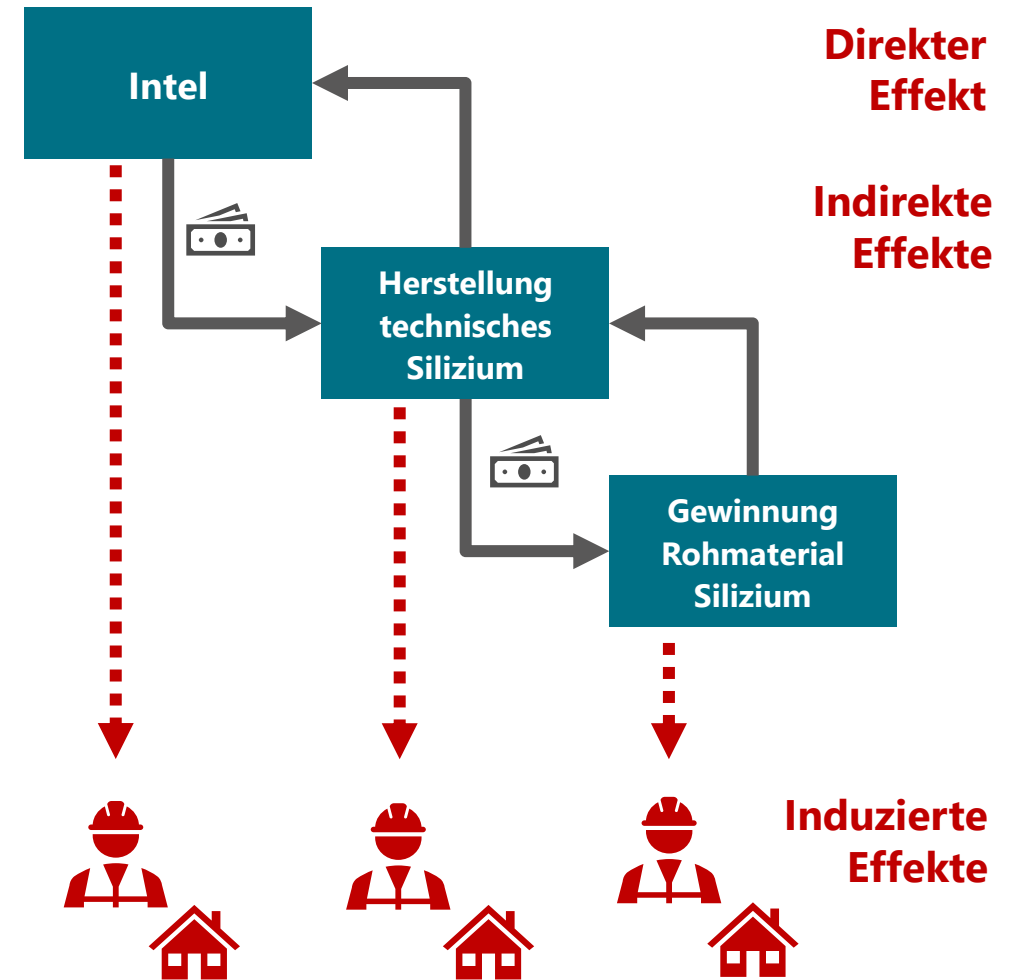 Intel
Direkter
Effekt
Indirekte
Effekte
Herstellung
technisches
Silizium
Gewinnung
Rohmaterial
Silizium
Induzierte
Effekte